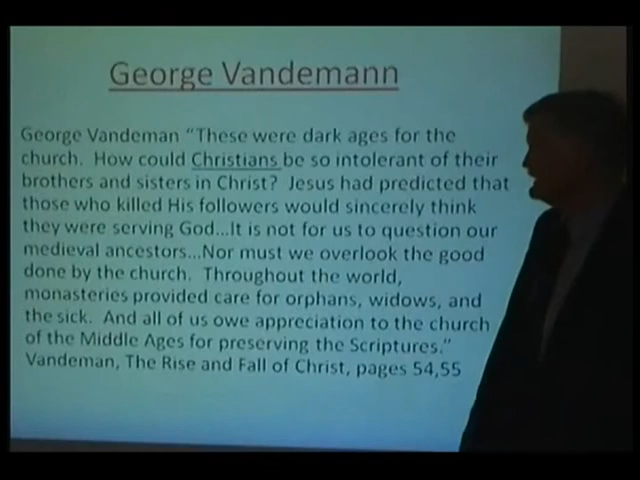 George Vandemann
George Vandeman "These were dark ages for the
church.  How could Christians be so intolerant of their
brothers and sisters in Christ?  Jesus had predicted that
those who killed His followers would sincerely think
they were serving God...It is not for us to question our
medieval ancestors...Nor must we overlook the good
done by the church.  Throughout the world,
monasteries provided care for orphans, widows, and
the sick.  And all of us owe appreciation to the church
of the Middle Ages for preserving the Scriptures."
Vandeman, The Rise and Fall of Christ, pages 54,55